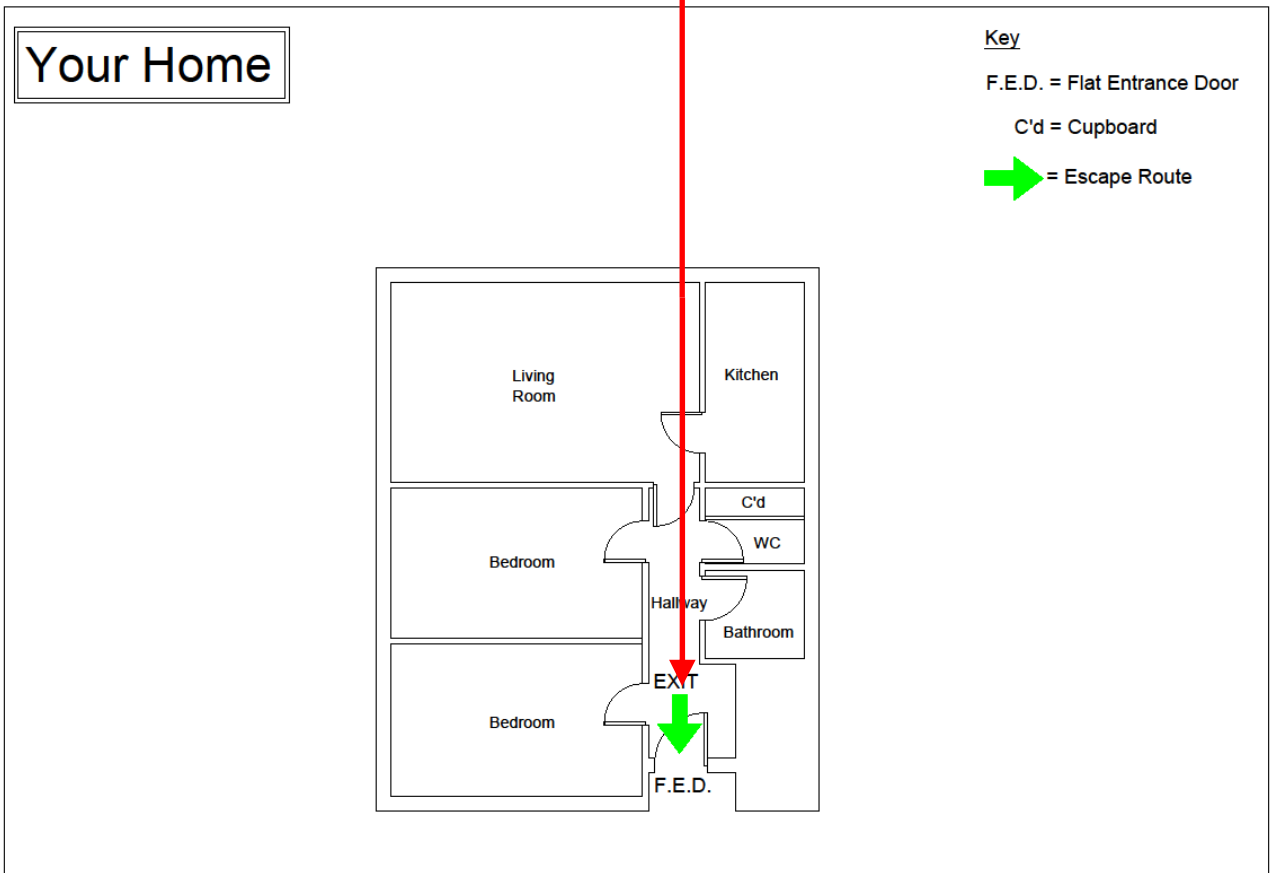 Your Home
Key
F.E.D. = Flat Entrance Door
C'd = Cupboard
= Escape Route
Living
Room
Kitchen
C'd
WC
Bedroom
Hallway
Bathroom
EXIT
Bedroom
F.E.D.